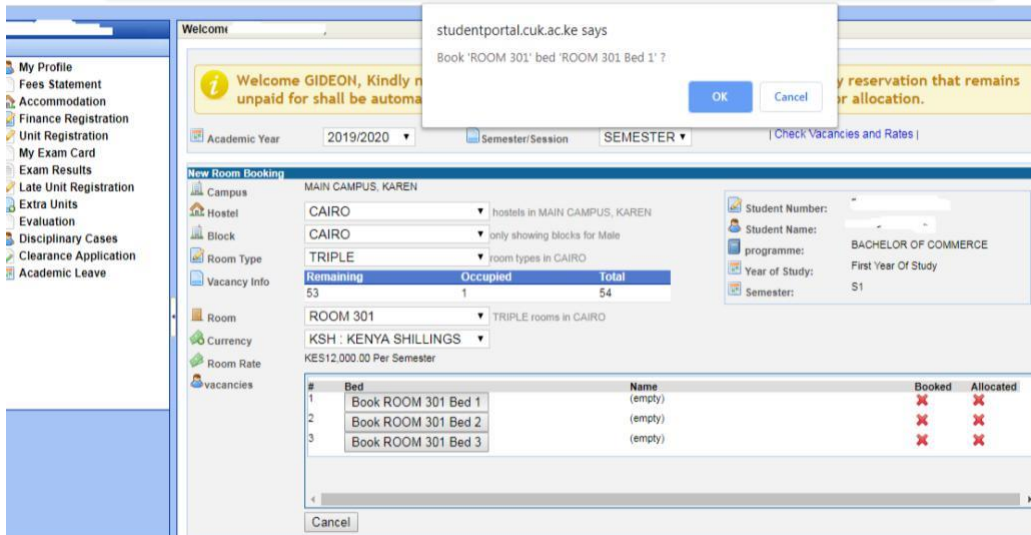 studentportal.cuk.ac.ke says
Book 'ROOM 301' bed 'ROOM 301 Bed 1' ?
OK Cancel
My Profile
Fees Statement
Accommodation
Finance Registration
Unit Registration
My Exam Card
Exam Results
Late Unit Registration
Extra Units
Evaluation
Disciplinary Cases
Clearance Application
Academic Leave
Welcome GIDEON, Kindly y reservation that remains
unpaid for shall be or allocation.
Academic Year 2019/2020 Semester/Session SEMESTER | Check Vacancies and Rates |
New Room Booking
Campus MAIN CAMPUS, KAREN
Hostel CAIRO hostels in MAIN CAMPUS, KAREN
Block CAIRO only showing blocks for Male
Room Type TRIPLE room types in CAIRO
Vacancy Info Remaining Occupied Total
53 1 54
Room ROOM 301 TRIPLE rooms in CAIRO
Currency KSH : KENYA SHILLINGS
Room Rate KES12,000.00 Per Semester
Student Number:
Student Name:
programme: BACHELOR OF COMMERCE
Year of Study: First Year Of Study
Semester: S1
vacancies
# Bed Name Booked Allocated
1 Book ROOM 301 Bed 1 (empty)
2 Book ROOM 301 Bed 2 (empty)
3 Book ROOM 301 Bed 3 (empty)
Cancel